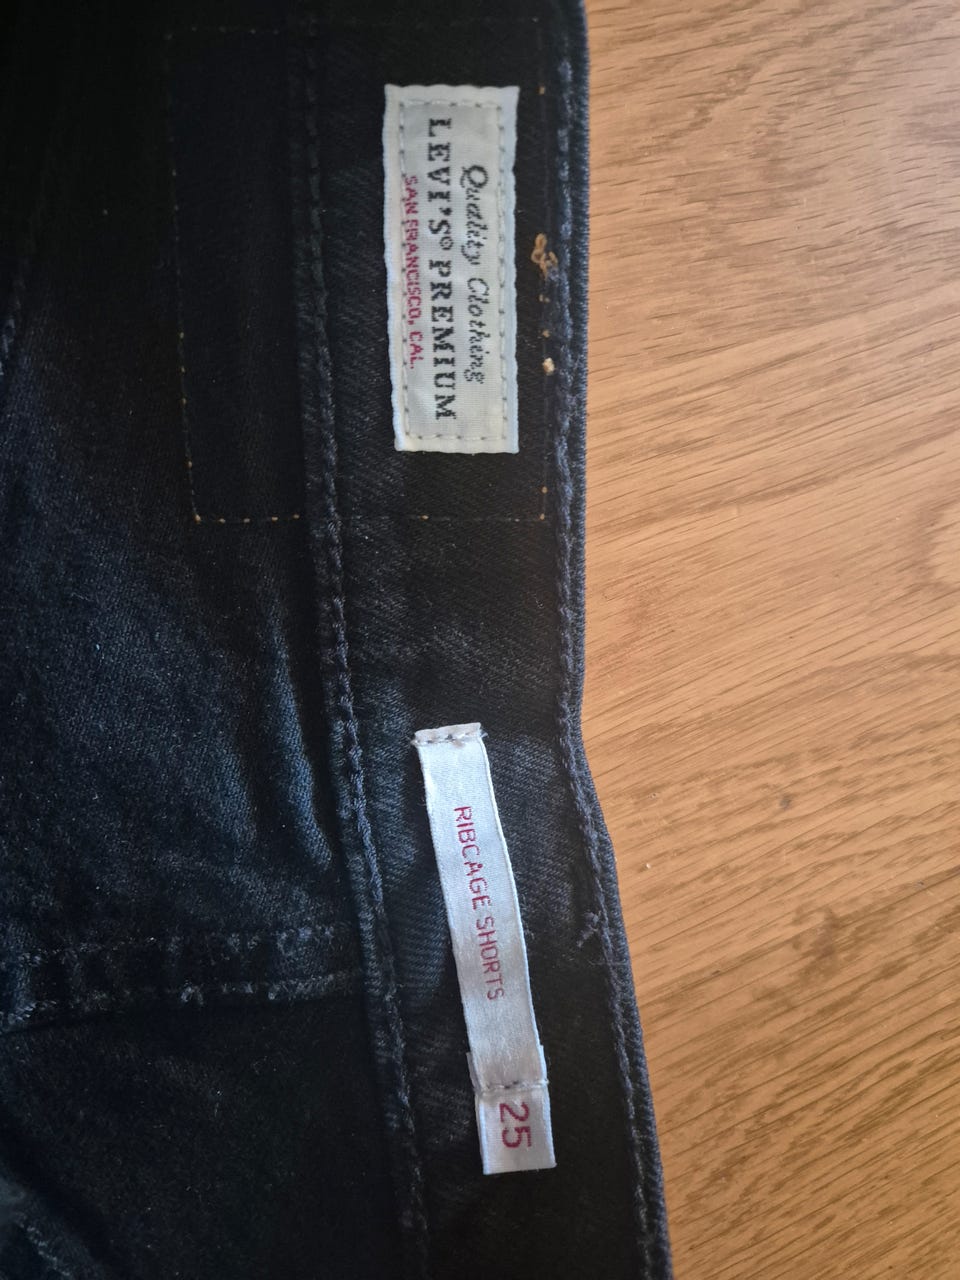 Quality Clothing
LEVI'S® PREMIUM
SAN FRANCISCO, CAL.
RIBCAGE SHORTS
25